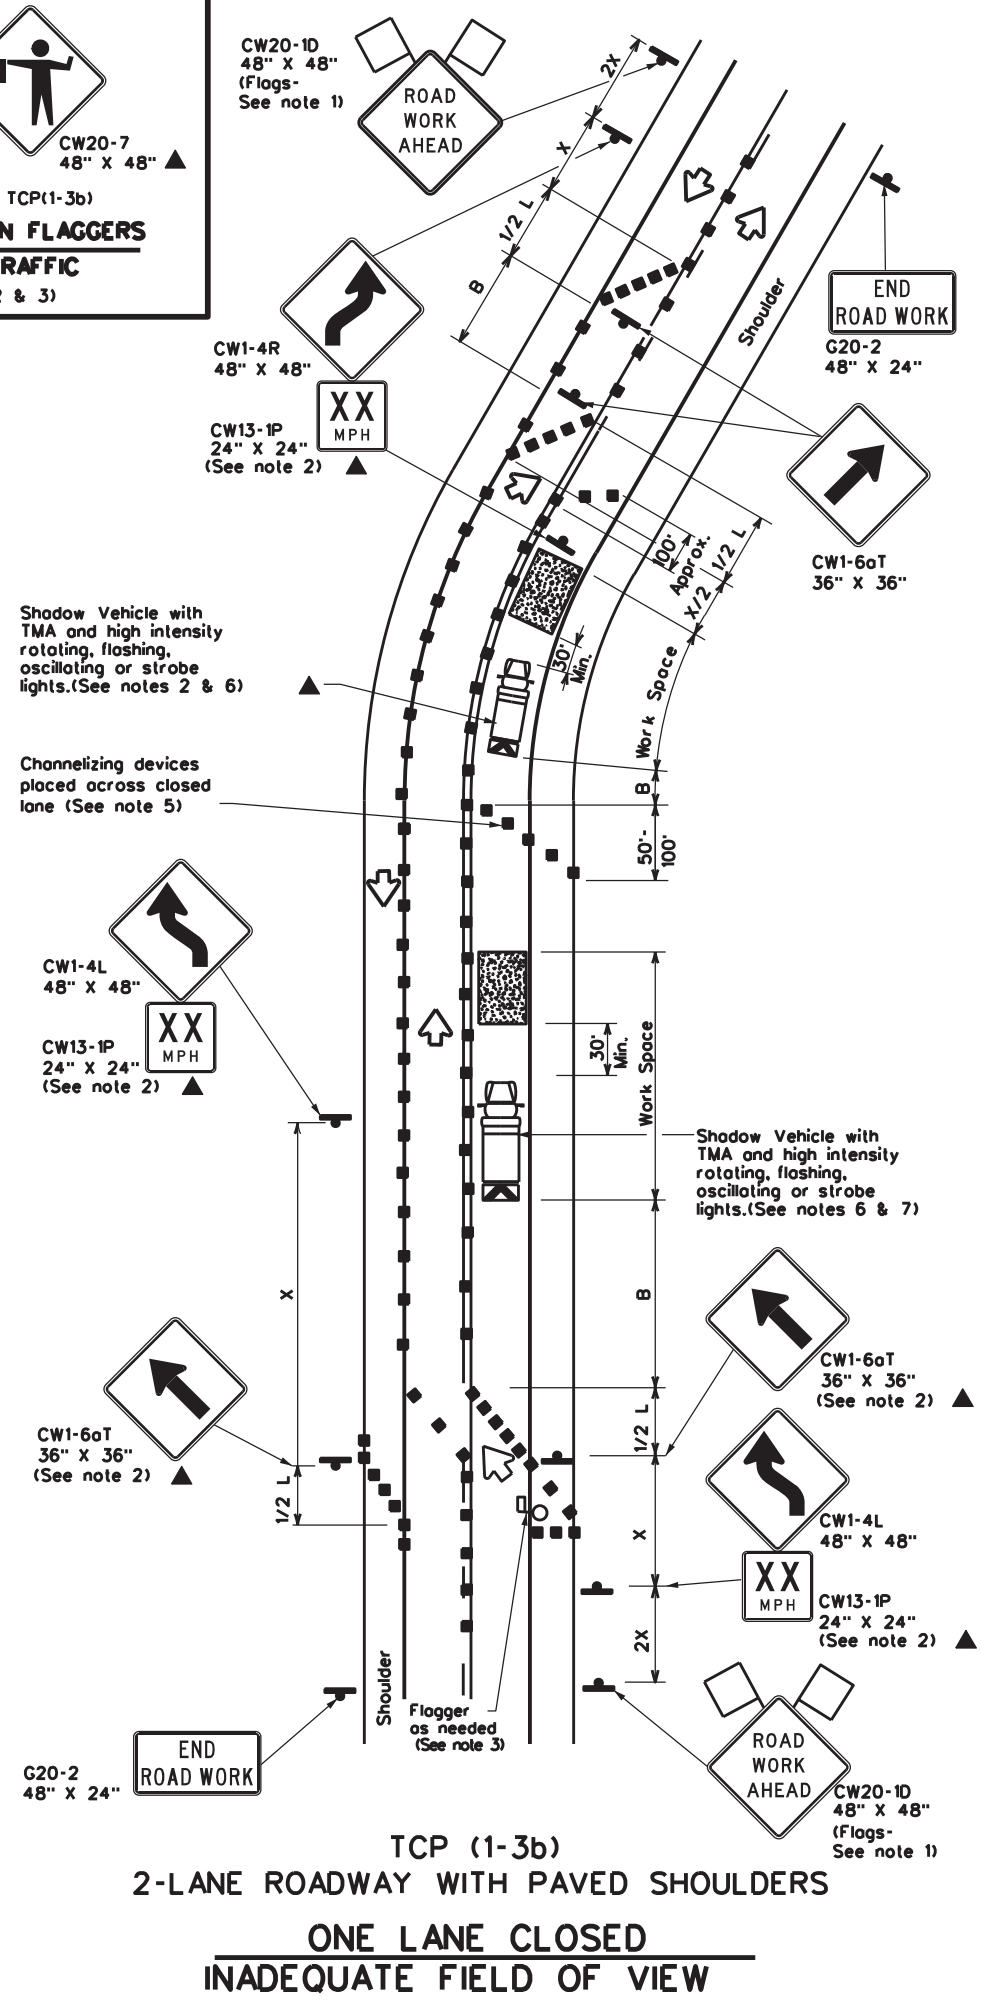 CW20-7
48" X 48"
TCP(1-3b)
N FLAGGERS
RAFFIC
2 & 3)
CW20-1D
48" X 48"
(Flags-
See note 1)
ROAD
WORK
AHEAD
2X
X
1/2 L
B
CW1-4R
48" X 48"
XX
MPH
CW13-1P
24" X 24"
(See note 2)
Shoulder
END
ROAD WORK
G20-2
48" X 24"
CW1-6aT
36" X 36"
100'
Approx.
1/2 L
X/2
30'
Min.
Work Space
B
50'-
100'
Shadow Vehicle with
TMA and high intensity
rotating, flashing,
oscillating or strobe
lights.(See notes 2 & 6)
Channelizing devices
placed across closed
lane (See note 5)
CW1-4L
48" X 48"
XX
MPH
CW13-1P
24" X 24"
(See note 2)
30'
Min.
Work Space
Shadow Vehicle with
TMA and high intensity
rotating, flashing,
oscillating or strobe
lights.(See notes 6 & 7)
X
B
CW1-6aT
36" X 36"
(See note 2)
1/2 L
CW1-6aT
36" X 36"
(See note 2)
1/2 L
X
2X
CW1-4L
48" X 48"
XX
MPH
CW13-1P
24" X 24"
(See note 2)
Shoulder
Flagger
as needed
(See note 3)
END
ROAD WORK
G20-2
48" X 24"
ROAD
WORK
AHEAD
CW20-1D
48" X 48"
(Flags-
See note 1)
TCP (1-3b)
2-LANE ROADWAY WITH PAVED SHOULDERS
ONE LANE CLOSED
INADEQUATE FIELD OF VIEW